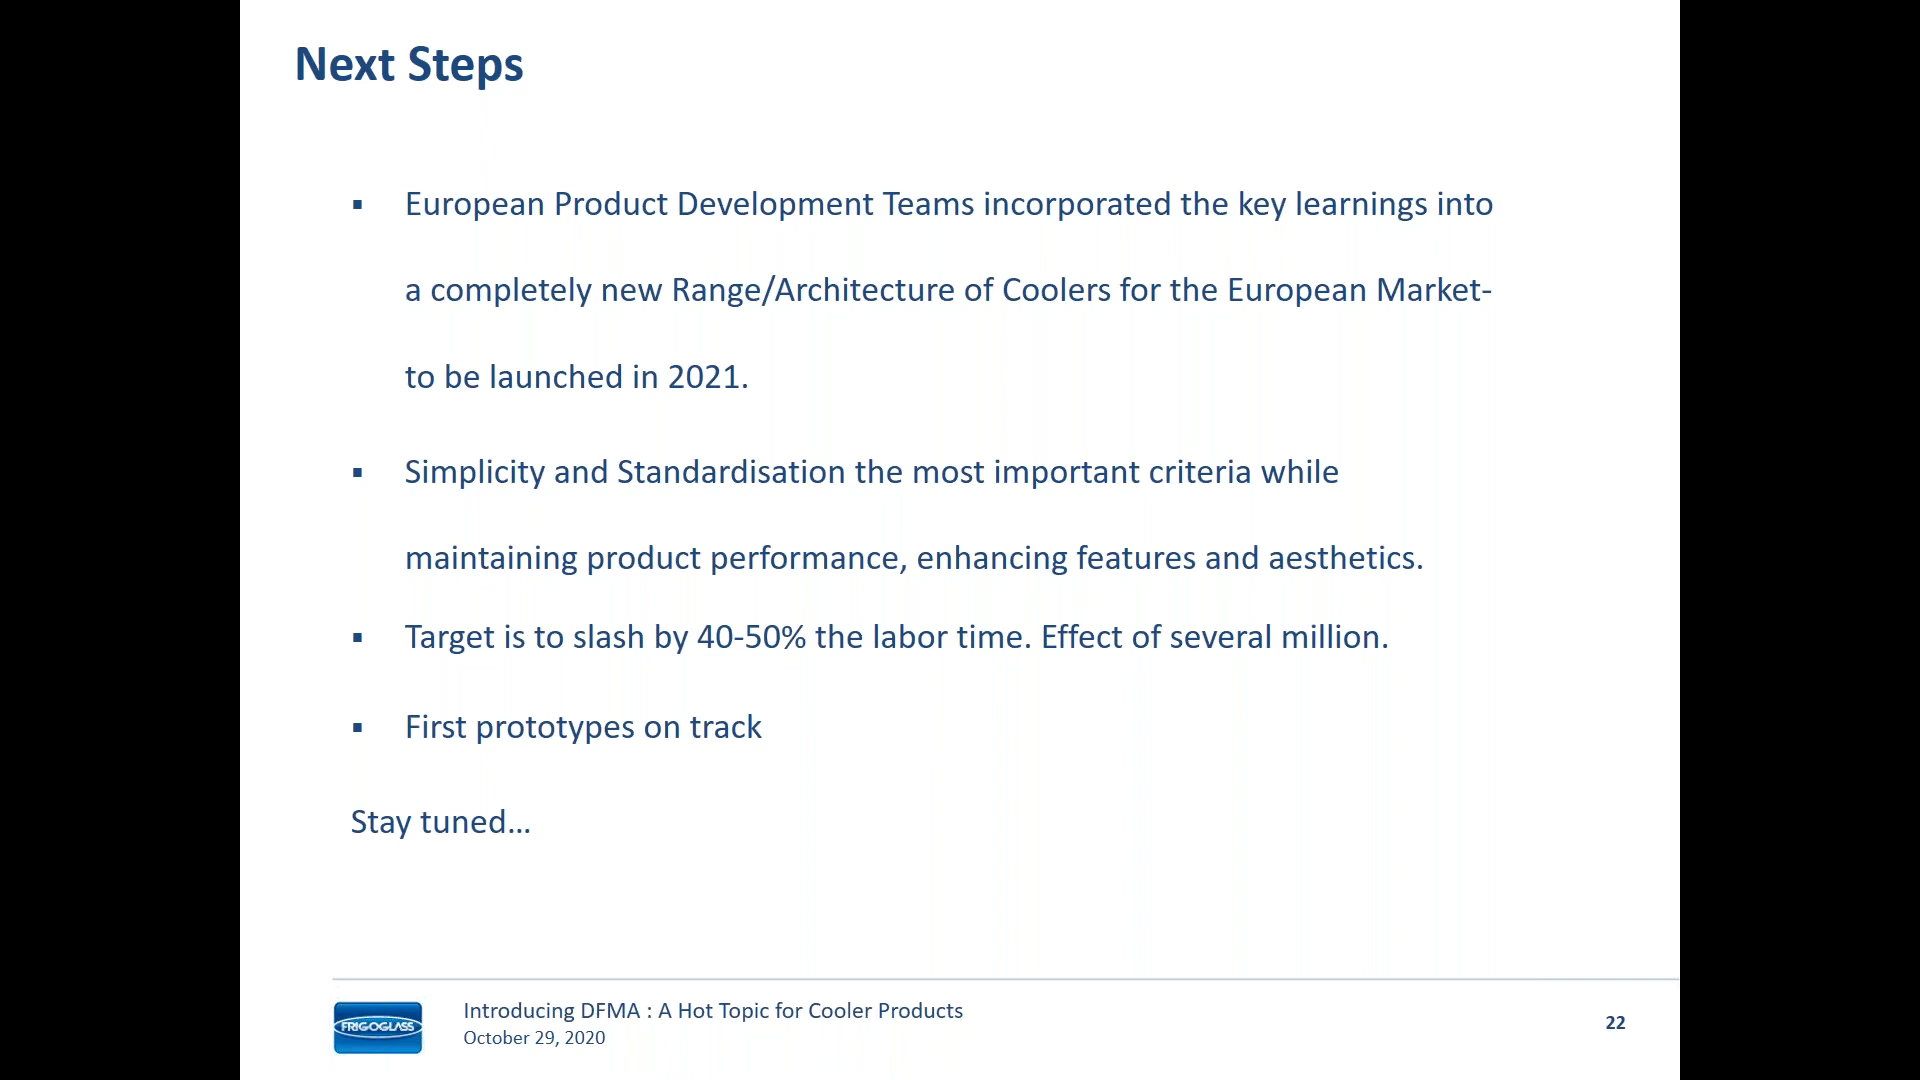 Next Steps
▪ European Product Development Teams incorporated the key learnings into
a completely new Range/Architecture of Coolers for the European Market-
to be launched in 2021.
▪ Simplicity and Standardisation the most important criteria while
maintaining product performance, enhancing features and aesthetics.
▪ Target is to slash by 40-50% the labor time. Effect of several million.
▪ First prototypes on track
Stay tuned…
FRIGOGLASS
Introducing DFMA : A Hot Topic for Cooler Products
October 29, 2020
22